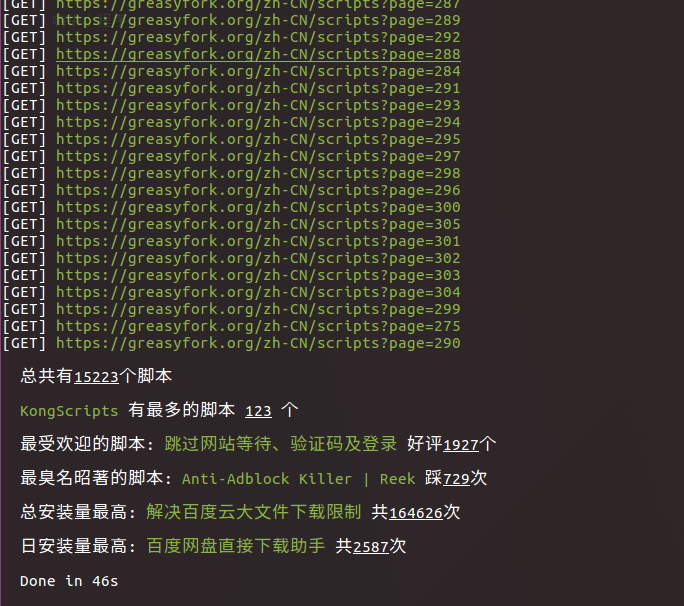 [GET] https://greasyfork.org/zh-CN/scripts?page=287
[GET] https://greasyfork.org/zh-CN/scripts?page=289
[GET] https://greasyfork.org/zh-CN/scripts?page=292
[GET] https://greasyfork.org/zh-CN/scripts?page=288
[GET] https://greasyfork.org/zh-CN/scripts?page=284
[GET] https://greasyfork.org/zh-CN/scripts?page=291
[GET] https://greasyfork.org/zh-CN/scripts?page=293
[GET] https://greasyfork.org/zh-CN/scripts?page=294
[GET] https://greasyfork.org/zh-CN/scripts?page=295
[GET] https://greasyfork.org/zh-CN/scripts?page=297
[GET] https://greasyfork.org/zh-CN/scripts?page=298
[GET] https://greasyfork.org/zh-CN/scripts?page=296
[GET] https://greasyfork.org/zh-CN/scripts?page=300
[GET] https://greasyfork.org/zh-CN/scripts?page=305
[GET] https://greasyfork.org/zh-CN/scripts?page=301
[GET] https://greasyfork.org/zh-CN/scripts?page=302
[GET] https://greasyfork.org/zh-CN/scripts?page=303
[GET] https://greasyfork.org/zh-CN/scripts?page=304
[GET] https://greasyfork.org/zh-CN/scripts?page=299
[GET] https://greasyfork.org/zh-CN/scripts?page=275
[GET] https://greasyfork.org/zh-CN/scripts?page=290
总共有15223个脚本
KongScripts 有最多的脚本 123 个
最受欢迎的脚本: 跳过网站等待、验证码及登录 好评1927个
最臭名昭著的脚本: Anti-Adblock Killer | Reek 踩729次
总安装量最高: 解决百度云大文件下载限制 共164626次
日安装量最高: 百度网盘直接下载助手 共2587次
Done in 46s